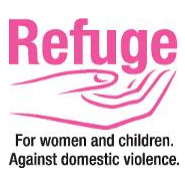 Refuge
For women and children.
Against domestic violence.